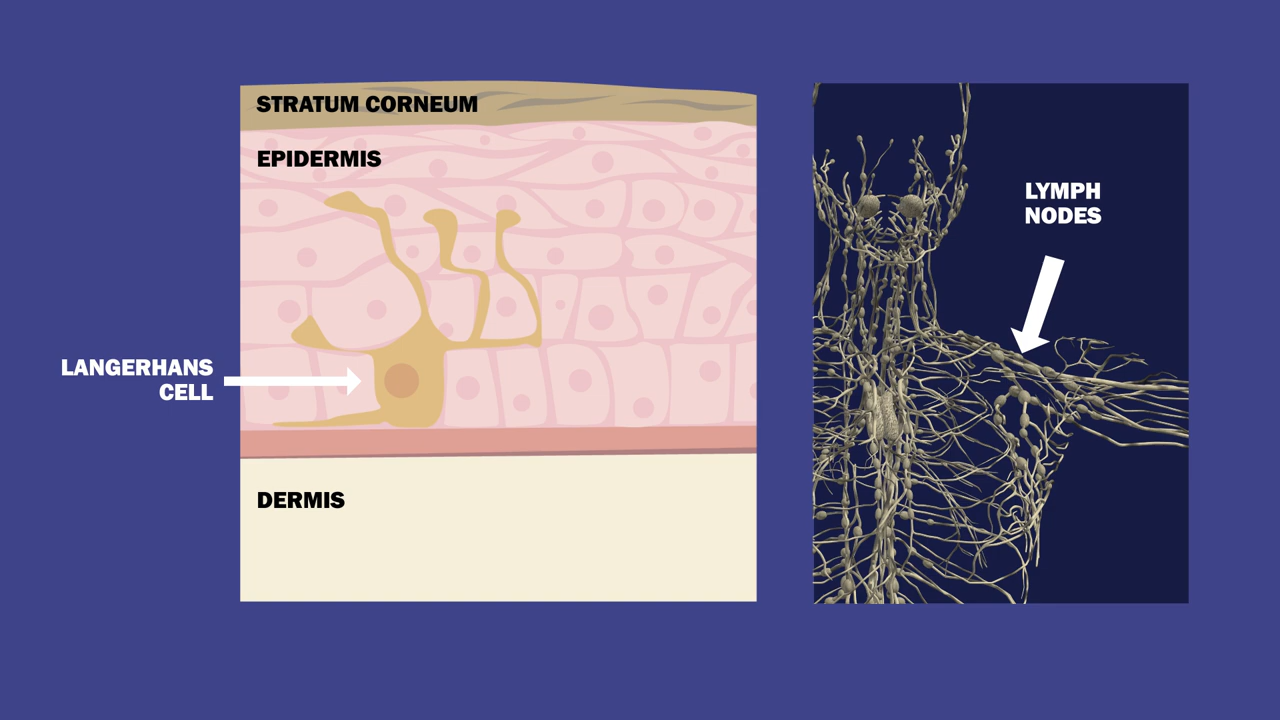 STRATUM CORNEUM
EPIDERMIS
LANGERHANS
CELL
DERMIS
LYMPH
NODES